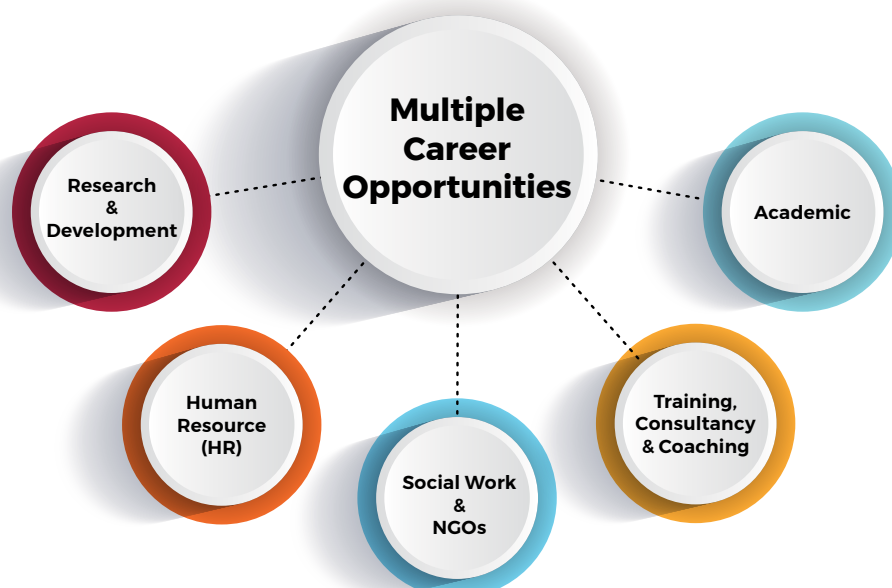 Multiple
Career
Opportunities
Research
&
Development
Human
Resource
(HR)
Social Work
&
NGOs
Training,
Consultancy
& Coaching
Academic